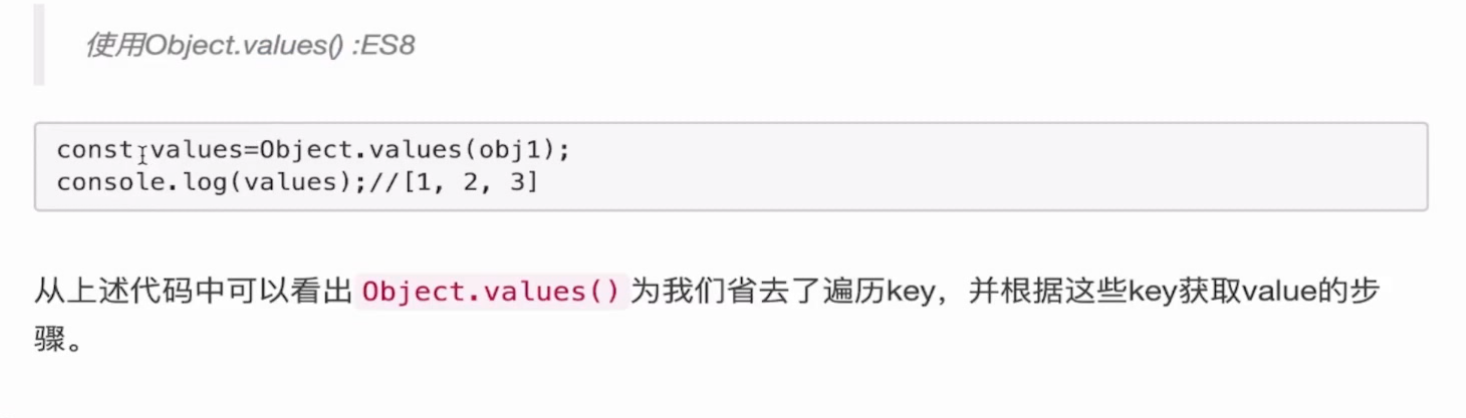 使用Object.values() :ES8
const values=Object.values(obj1);
console.log(values);//[1, 2, 3]
从上述代码中可以看出 Object.values() 为我们省去了遍历key，并根据这些key获取value的步
骤。